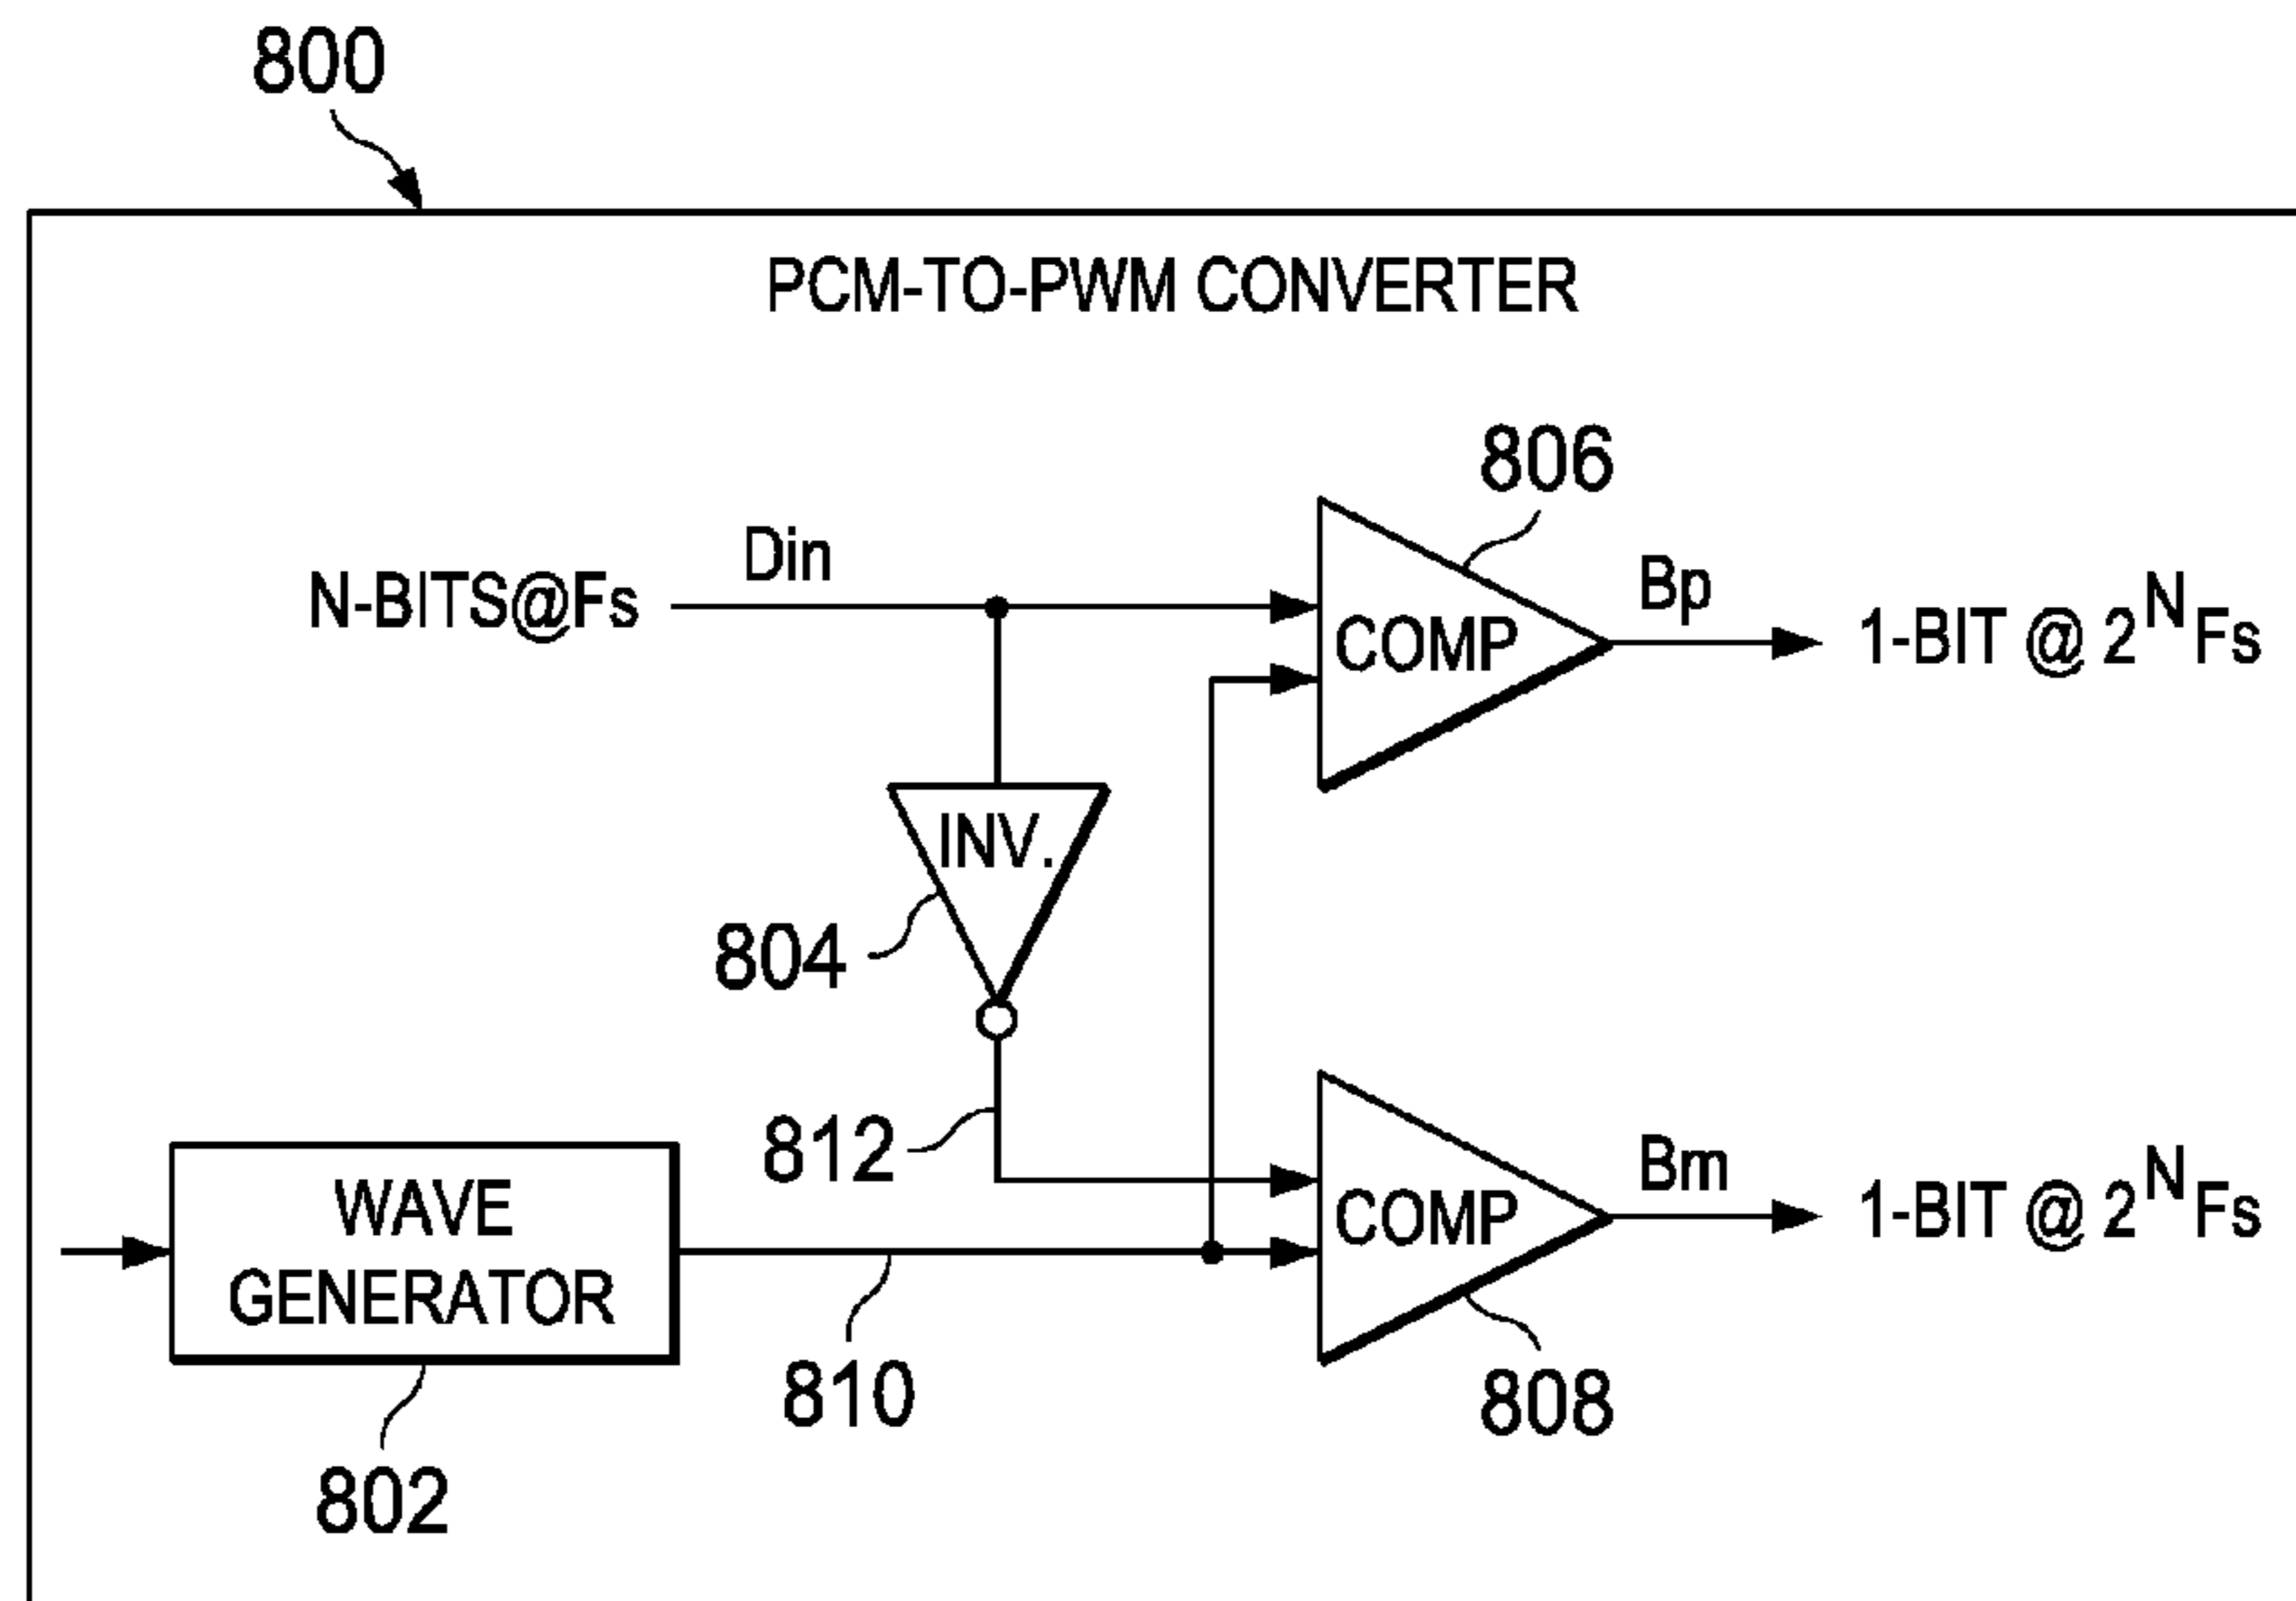 800
PCM-TO-PWM CONVERTER
806
Din
Bp
N-BITS@Fs
COMP
1-BIT @ 2^N Fs
INV.
804
812
Bm
WAVE
GENERATOR
COMP
1-BIT @ 2^N Fs
810
808
802